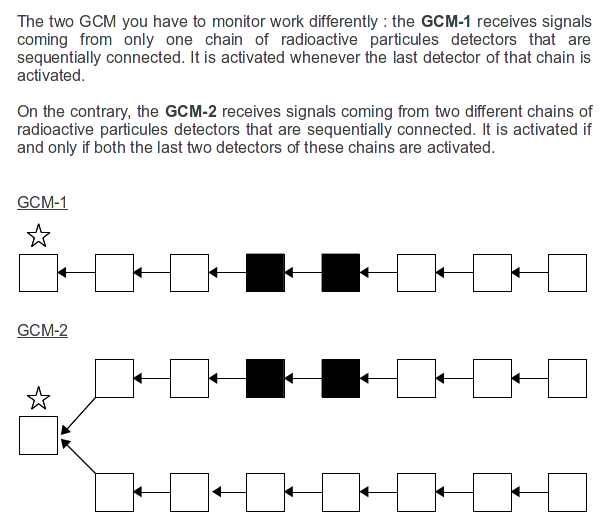 The two GCM you have to monitor work differently : the GCM-1 receives signals
coming from only one chain of radioactive particules detectors that are
sequentially connected. It is activated whenever the last detector of that chain is
activated.
On the contrary, the GCM-2 receives signals coming from two different chains of
radioactive particules detectors that are sequentially connected. It is activated if
and only if both the last two detectors of these chains are activated.
GCM-1
GCM-2